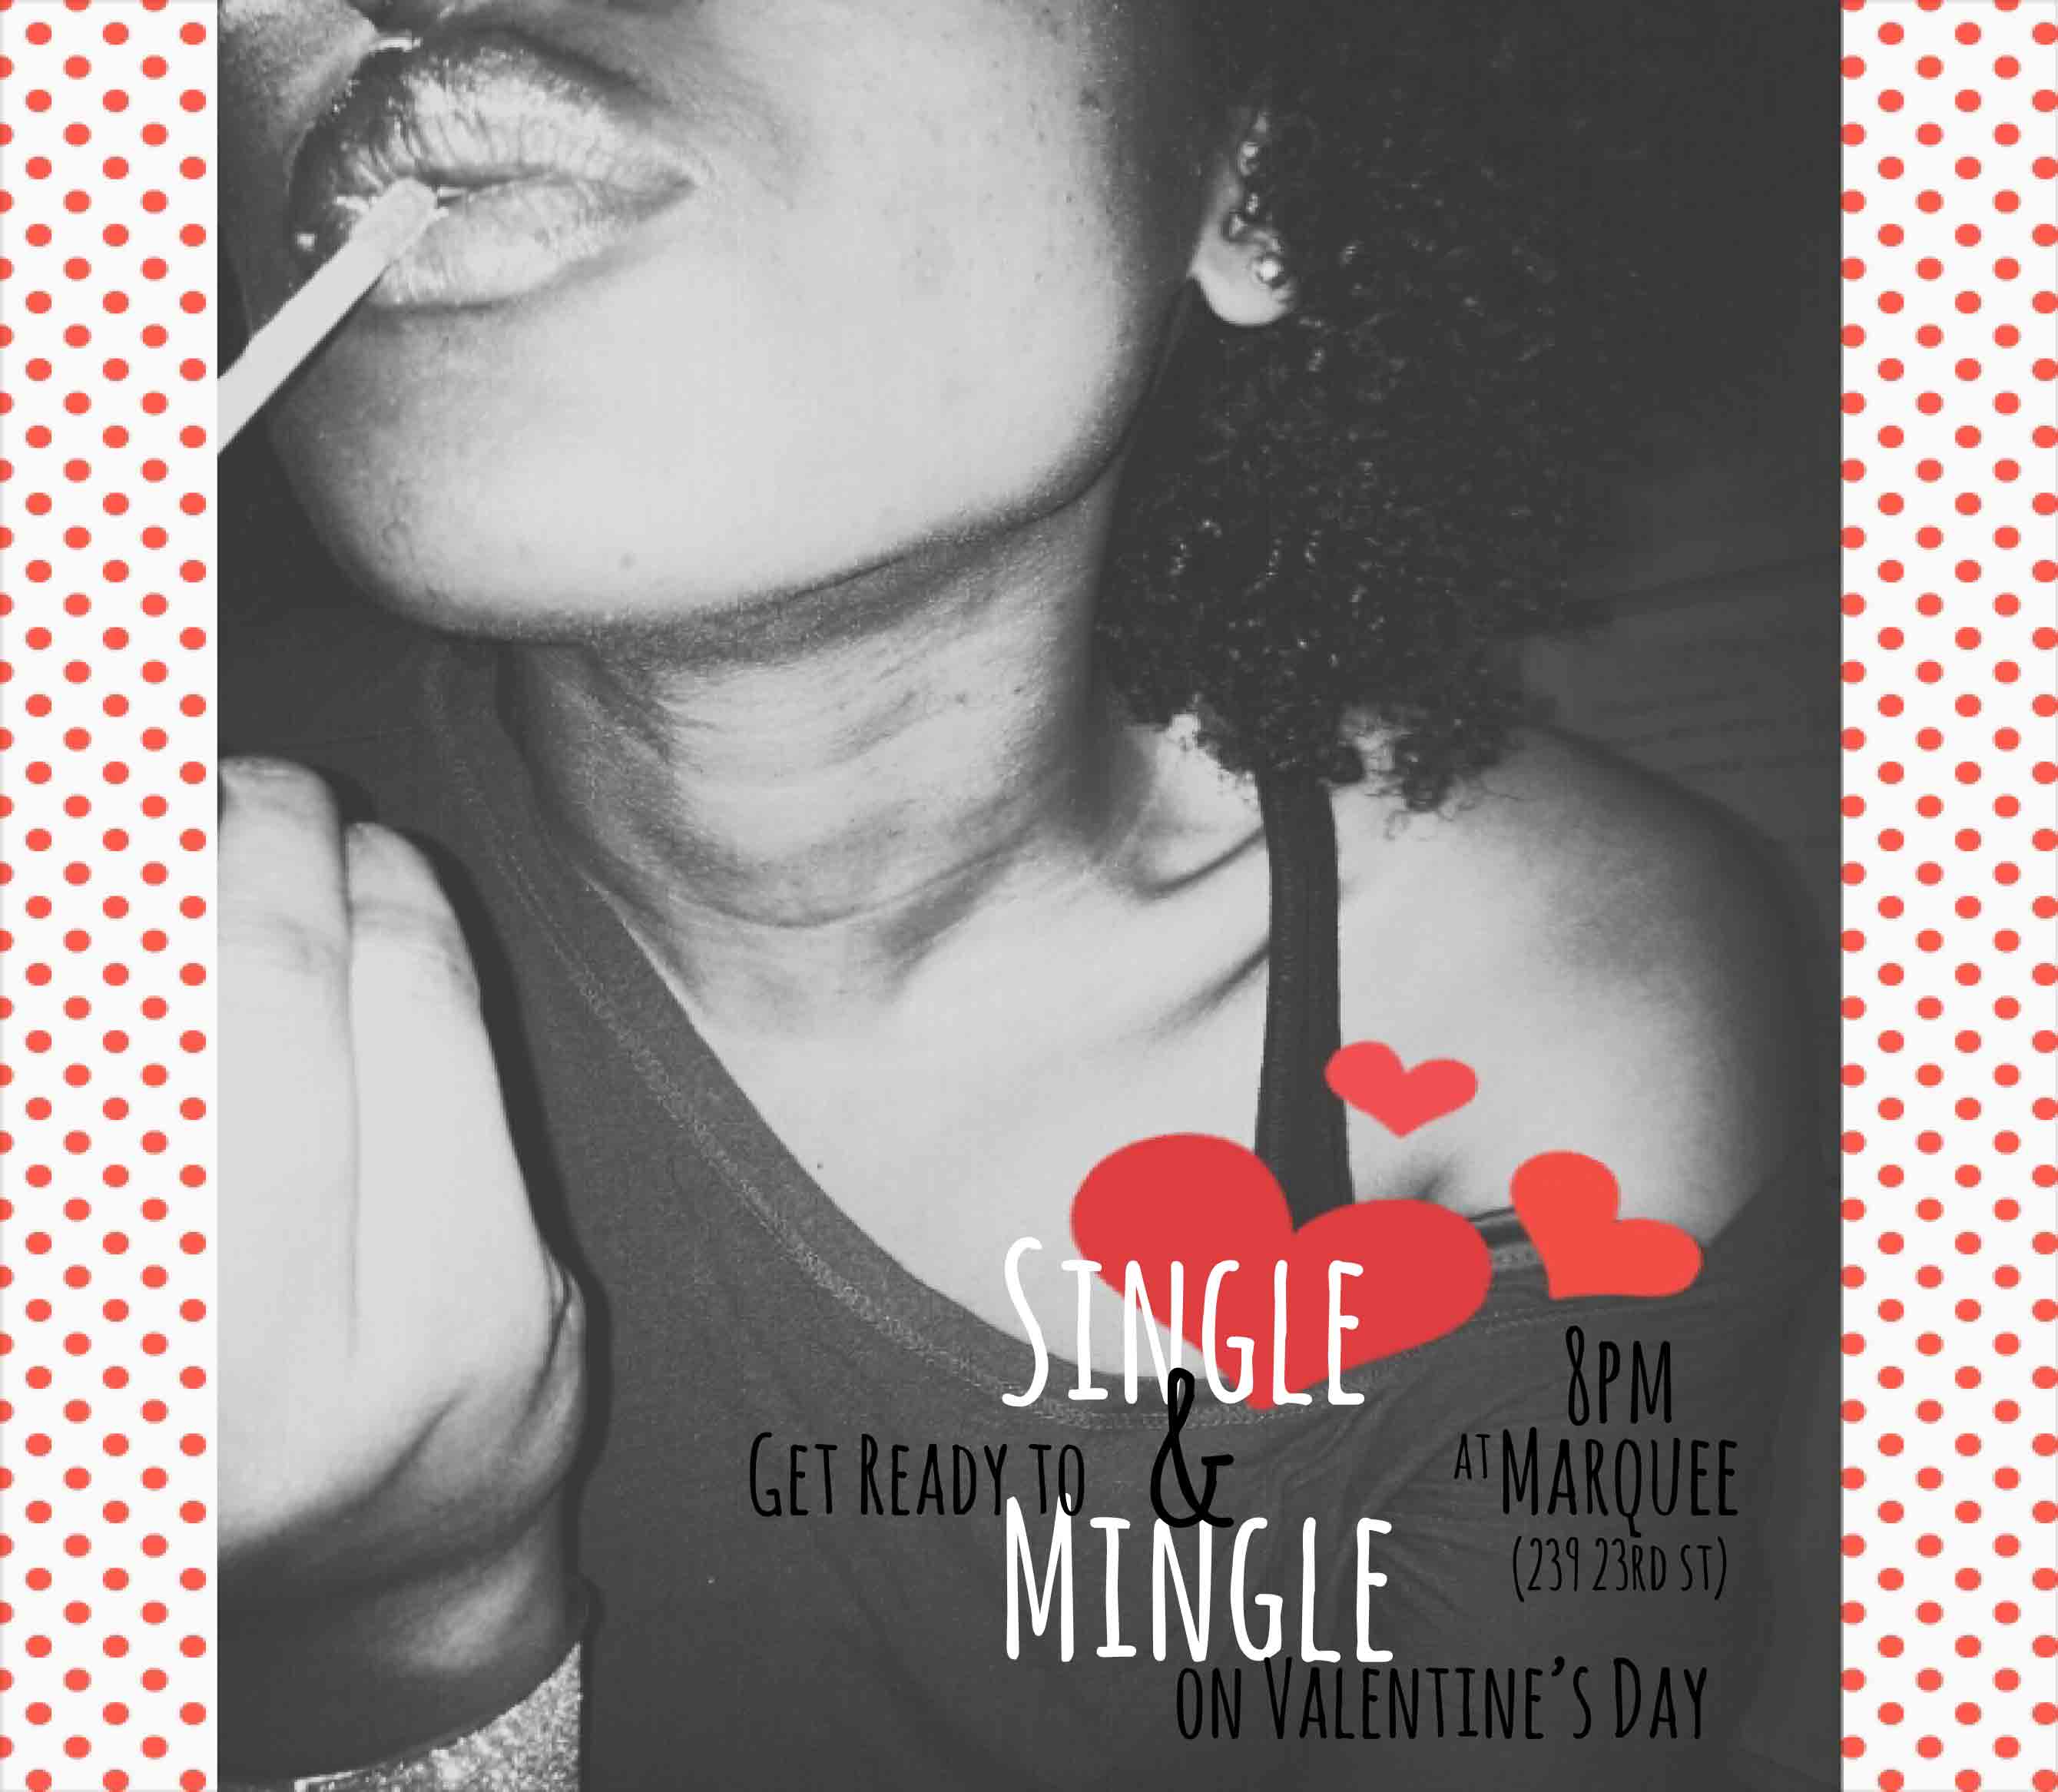 Single
Get Ready to &
Mingle
on Valentine's Day
8pm
at Marquee
(239 23rd st)